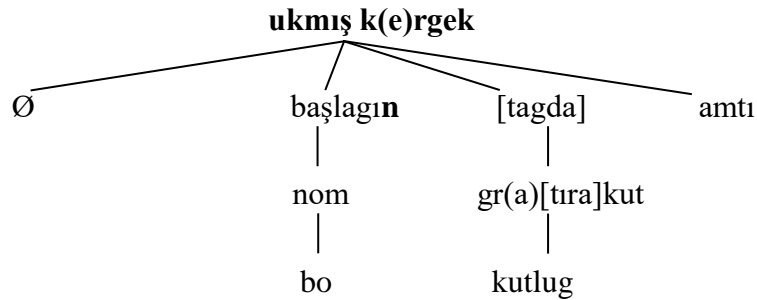 ukmış k(e)rgek
Ø başlagın [tagda] amtı
nom gr(a)[tıra]kut
bo kutlug